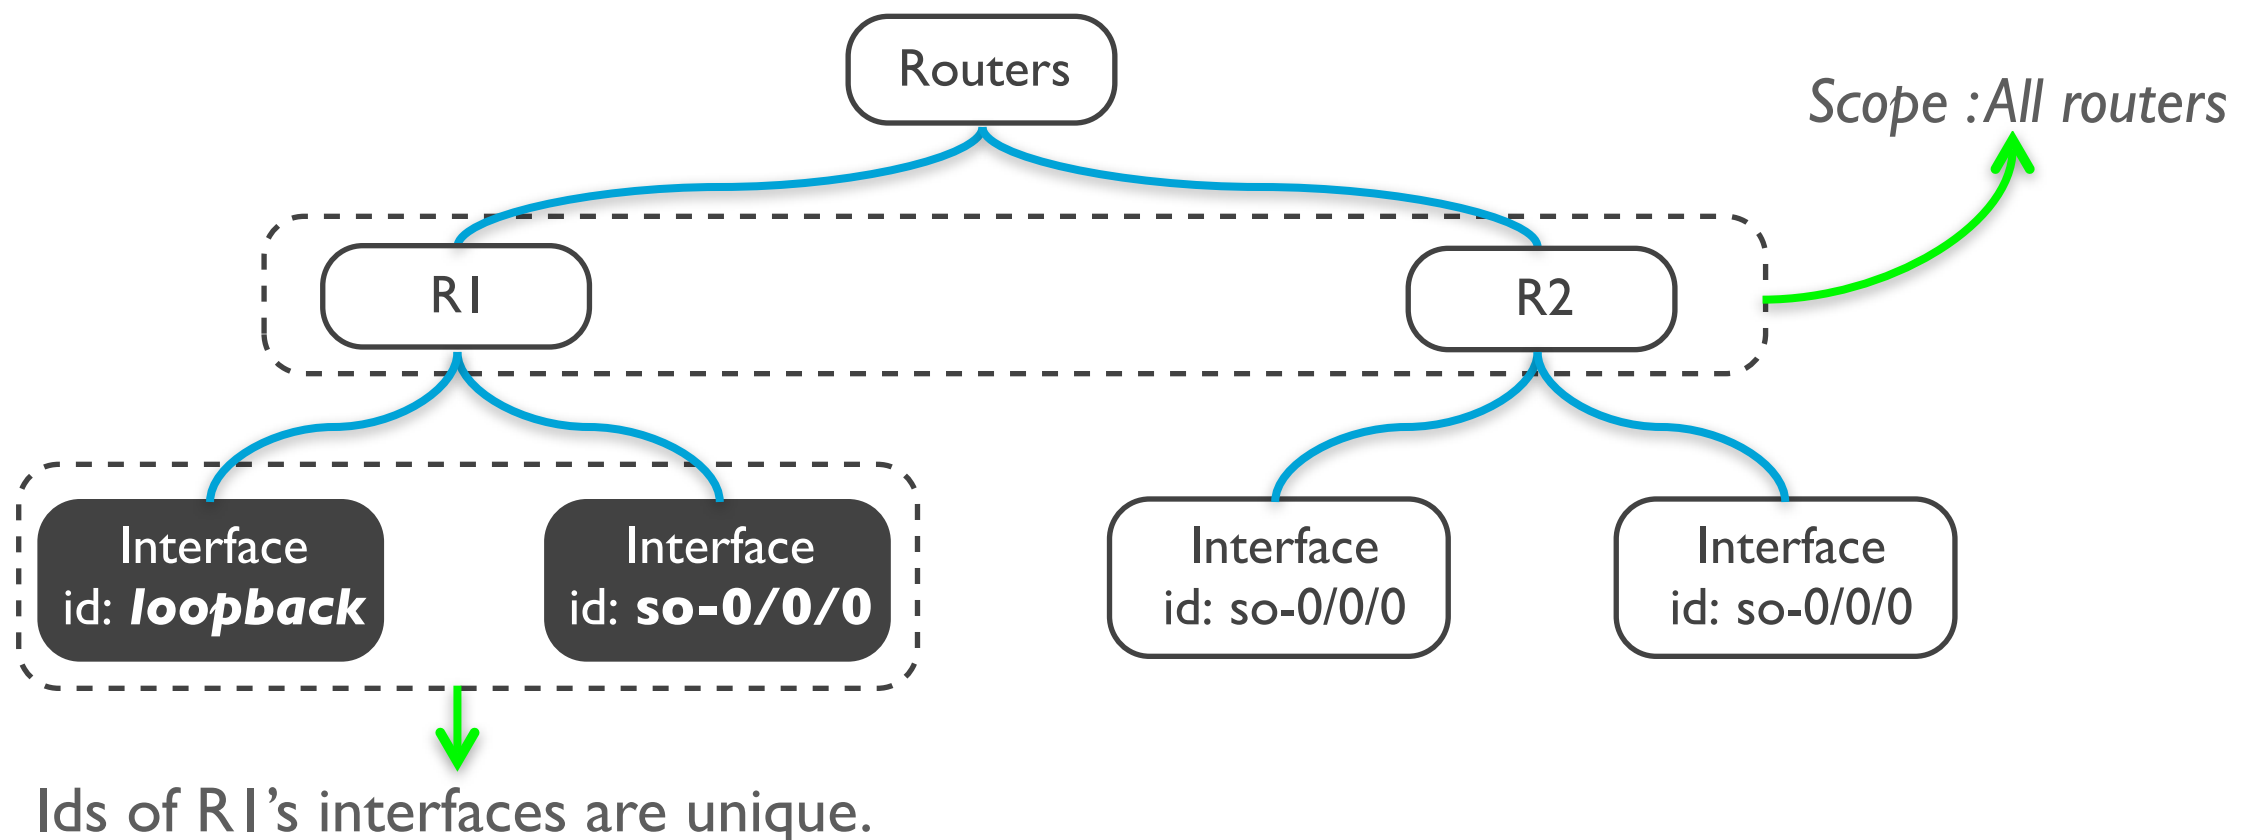 Routers
Scope : All routers
R1
R2
Interface
id: loopback
Interface
id: so-0/0/0
Interface
id: so-0/0/0
Interface
id: so-0/0/0
Ids of R1’s interfaces are unique.